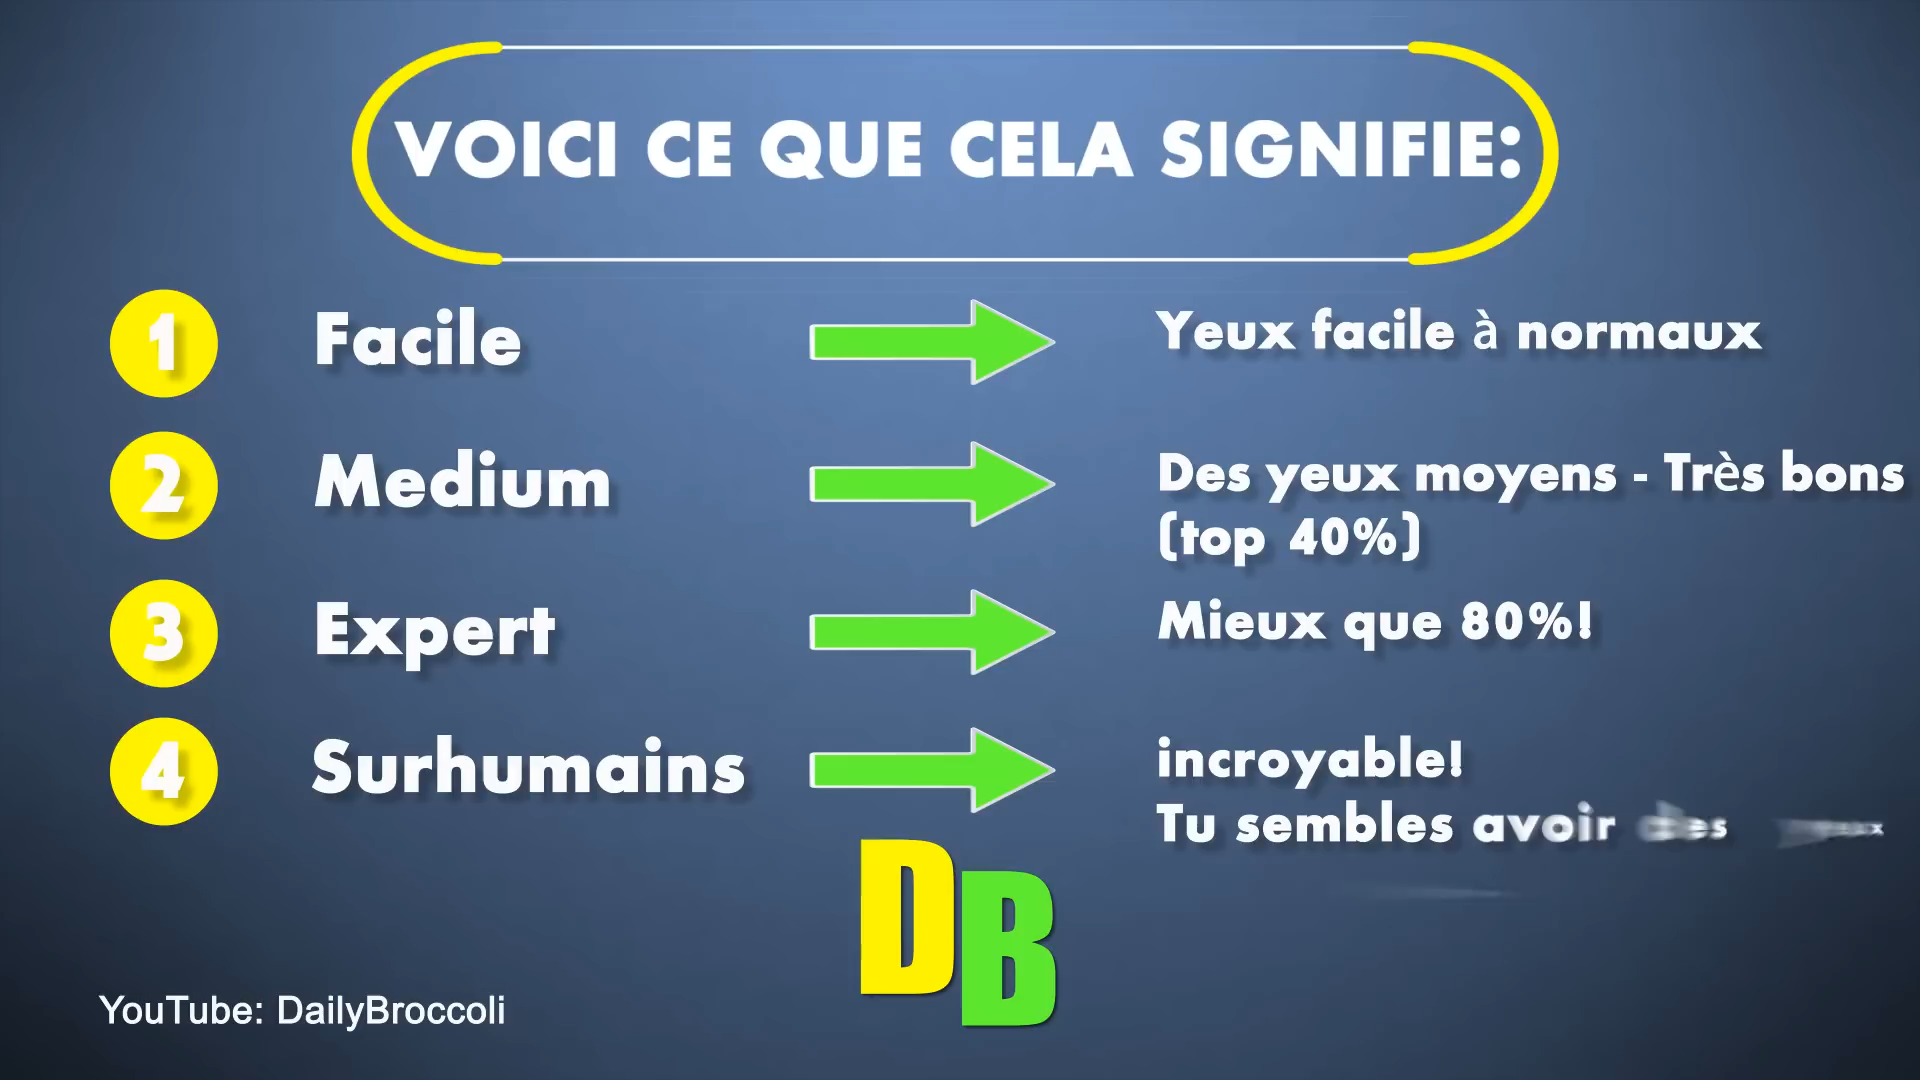 VOICI CE QUE CELA SIGNIFIE:
1 Facile Yeux facile à normaux
2 Medium Des yeux moyens - Très bons
(top 40%)
3 Expert Mieux que 80%!
4 Surhumains incroyable!
Tu sembles avoir des
DB
YouTube: DailyBroccoli